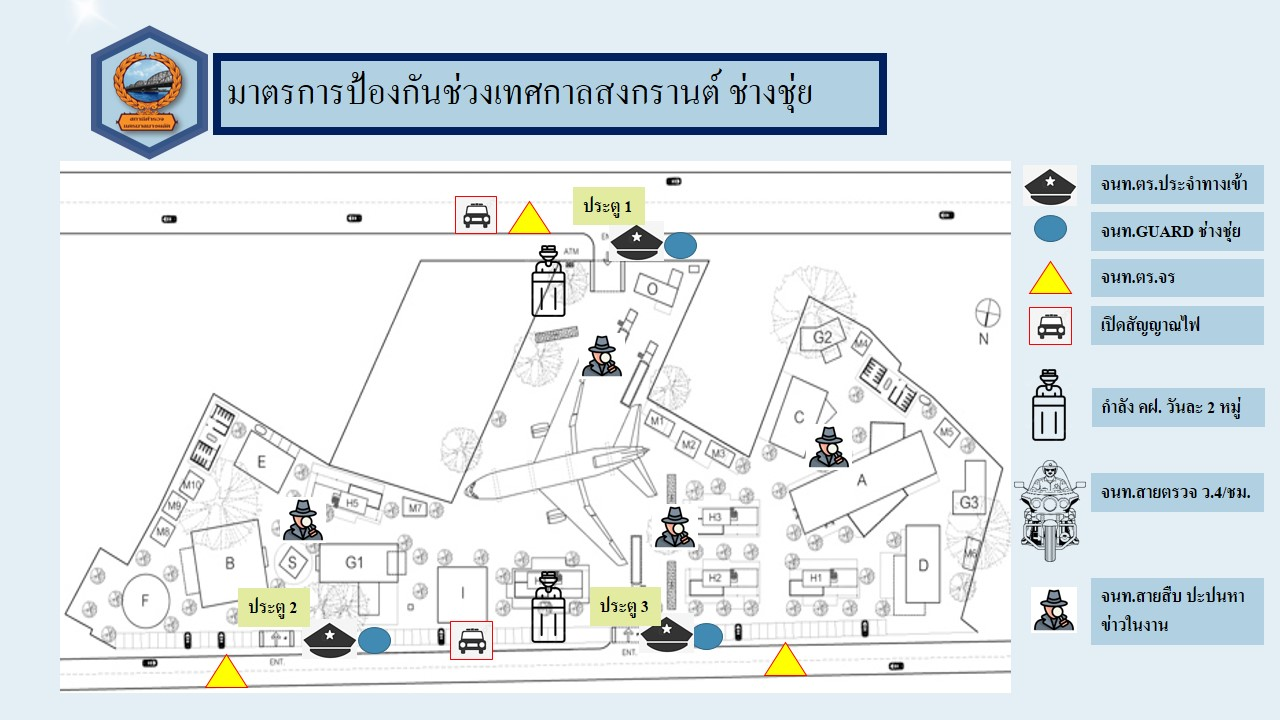 มาตรการป้องกันช่วงเทศกาลสงกรานต์ ช่างชุ่ย
ประตู 1
จนท.ตร.ประจำทางเข้า
จนท.GUARD ช่างชุ่ย
จนท.ตร.จร
เปิดสัญญาณไฟ
กำลัง คฝ. วันละ 2 หมู่
จนท.สายตรวจ ว.4/ชม.
จนท.สายสืบ ปะปนหา
ข่าวในงาน
ATM
O
N
G2
M4
C
M1
M2
M3
M5
E
A
M10
H5
M7
G3
M9
H3
M8
B
S
G1
D
M6
H2
H1
I
F
ประตู 2
ประตู 3
ENT.
ENT.